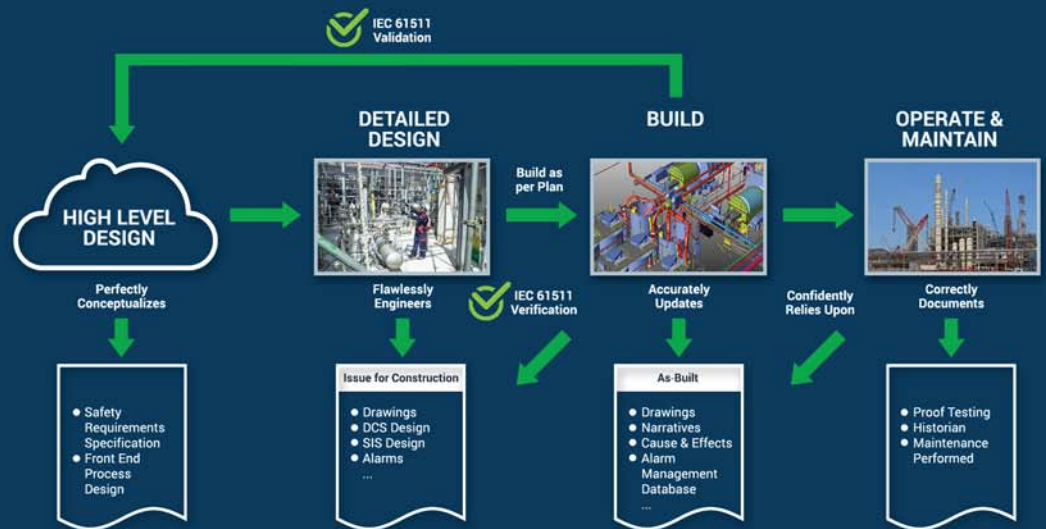 IEC 61511
Validation
DETAILED
DESIGN
BUILD
OPERATE &
MAINTAIN
HIGH LEVEL
DESIGN
Build as
per Plan
Perfectly
Conceptualizes
Flawlessly
Engineers
IEC 61511
Verification
Accurately
Updates
Confidently
Relies Upon
Correctly
Documents
● Safety
Requirements
Specification
● Front End
Process
Design
Issue for Construction
● Drawings
● DCS Design
● SIS Design
● Alarms
...
As-Built
● Drawings
● Narratives
● Cause & Effects
● Alarm
Management
Database
...
● Proof Testing
● Historian
● Maintenance
Performed